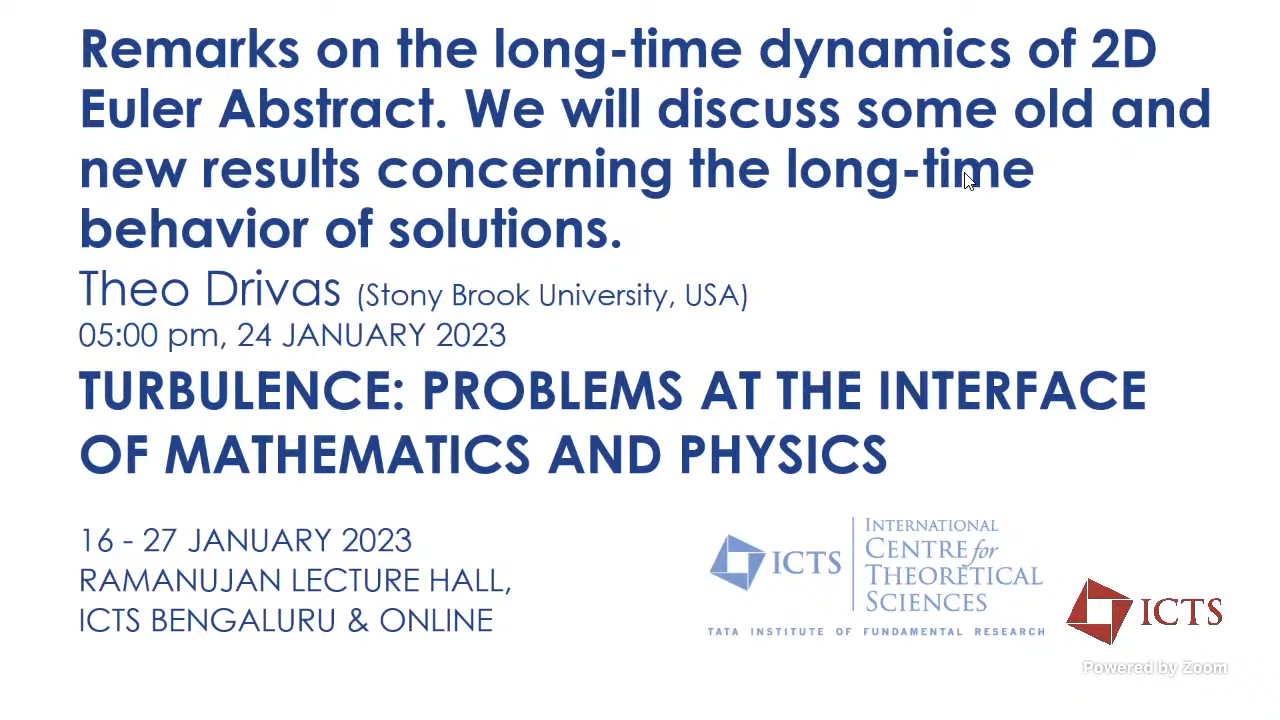 Remarks on the long-time dynamics of 2D
Euler Abstract. We will discuss some old and
new results concerning the long-time
behavior of solutions.
Theo Drivas (Stony Brook University, USA)
05:00 pm, 24 JANUARY 2023
TURBULENCE: PROBLEMS AT THE INTERFACE
OF MATHEMATICS AND PHYSICS
16 - 27 JANUARY 2023
RAMANUJAN LECTURE HALL,
ICTS BENGALURU & ONLINE
ICTS
INTERNATIONAL
CENTRE for
THEORETICAL
SCIENCES
TATA INSTITUTE OF FUNDAMENTAL RESEARCH
ICTS
Powered by Zoom